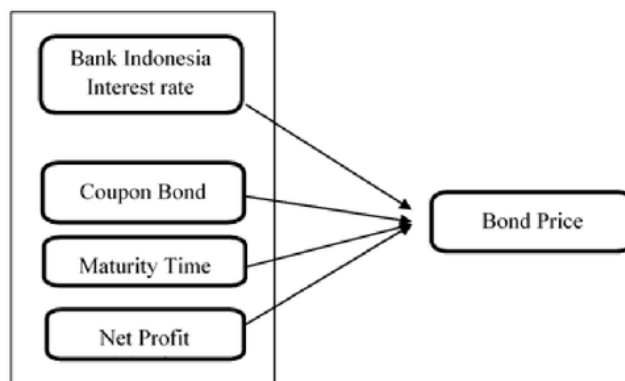 Bank Indonesia
Interest rate
Coupon Bond
Bond Price
Maturity Time
Net Profit